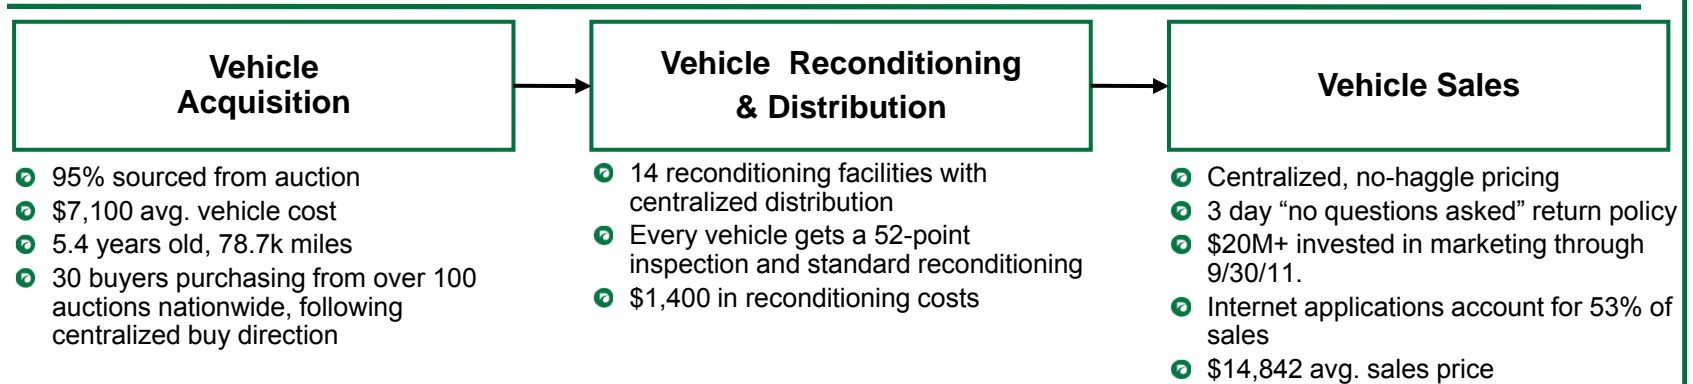 Vehicle
Acquisition
95% sourced from auction
$7,100 avg. vehicle cost
5.4 years old, 78.7k miles
30 buyers purchasing from over 100
auctions nationwide, following
centralized buy direction
Vehicle Reconditioning
& Distribution
14 reconditioning facilities with
centralized distribution
Every vehicle gets a 52-point
inspection and standard reconditioning
$1,400 in reconditioning costs
Vehicle Sales
Centralized, no-haggle pricing
3 day “no questions asked” return policy
$20M+ invested in marketing through
9/30/11.
Internet applications account for 53% of
sales
$14,842 avg. sales price